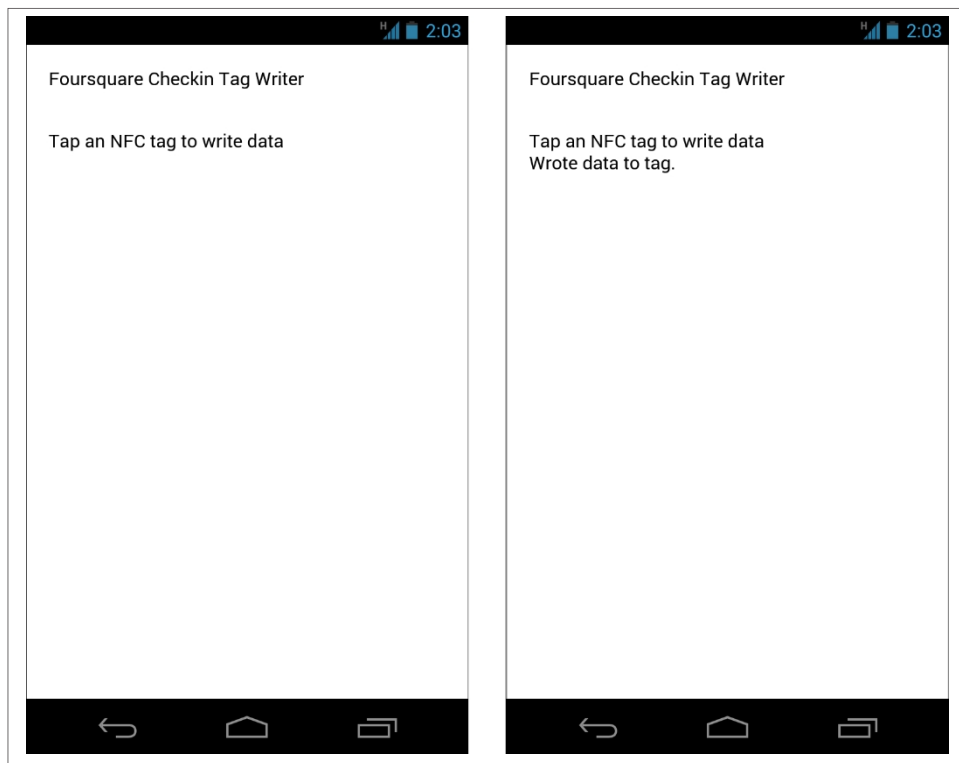 H 2:03
Foursquare Checkin Tag Writer
Tap an NFC tag to write data
H 2:03
Foursquare Checkin Tag Writer
Tap an NFC tag to write data
Wrote data to tag.